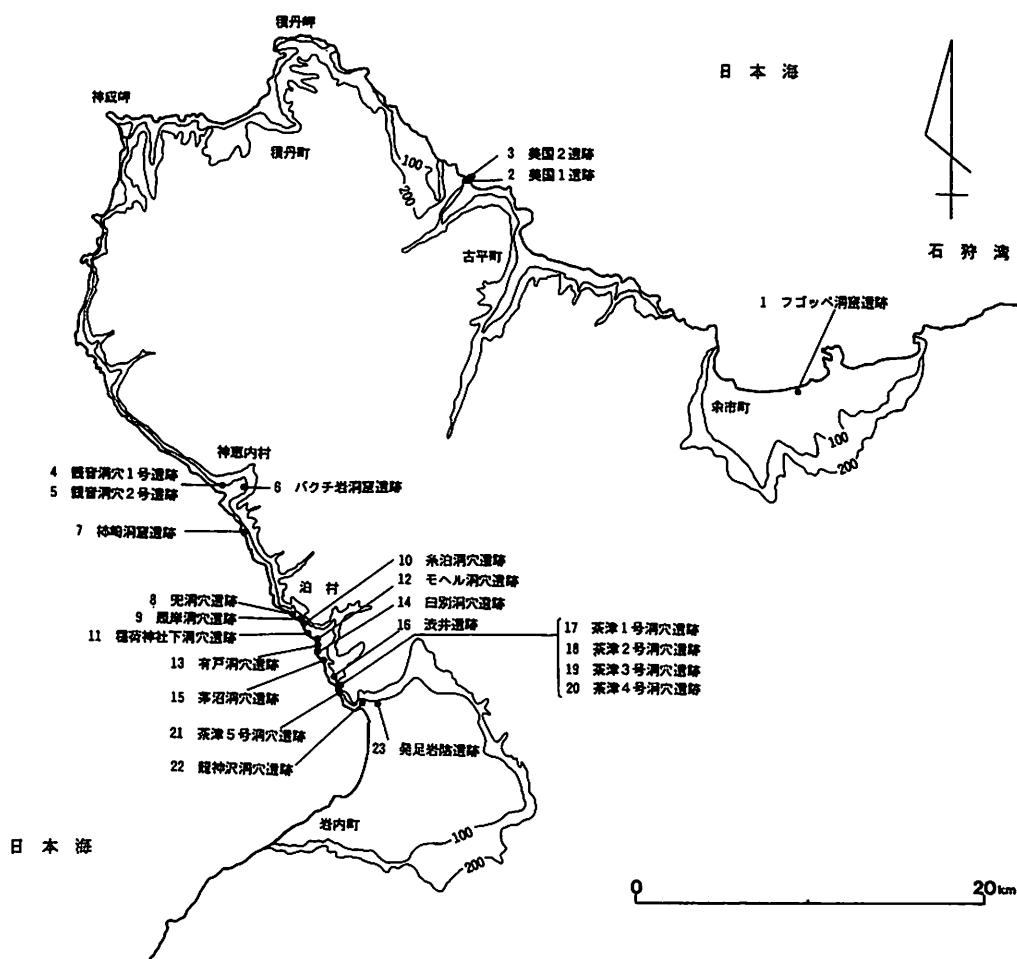 積丹岬
日本海
神威岬
積丹町
100
200
3 美国2遺跡
2 美国1遺跡
古平町
石狩湾
1 フゴッペ洞窟遺跡
余市町
100
200
神恵内村
4 観音洞穴1号遺跡
5 観音洞穴2号遺跡
6 バクチ岩洞窟遺跡
7 柿崎洞窟遺跡
泊村
10 糸泊洞穴遺跡
12 モヘル洞穴遺跡
14 臼別洞穴遺跡
16 渋井遺跡
8 兜洞穴遺跡
9 風岸洞穴遺跡
11 稲荷神社下洞穴遺跡
13 有戸洞穴遺跡
15 茅沼洞穴遺跡
17 茶津1号洞穴遺跡
18 茶津2号洞穴遺跡
19 茶津3号洞穴遺跡
20 茶津4号洞穴遺跡
21 茶津5号洞穴遺跡
22 竜神沢洞穴遺跡
23 発足岩陰遺跡
岩内町
100
200
日本海
0
20km